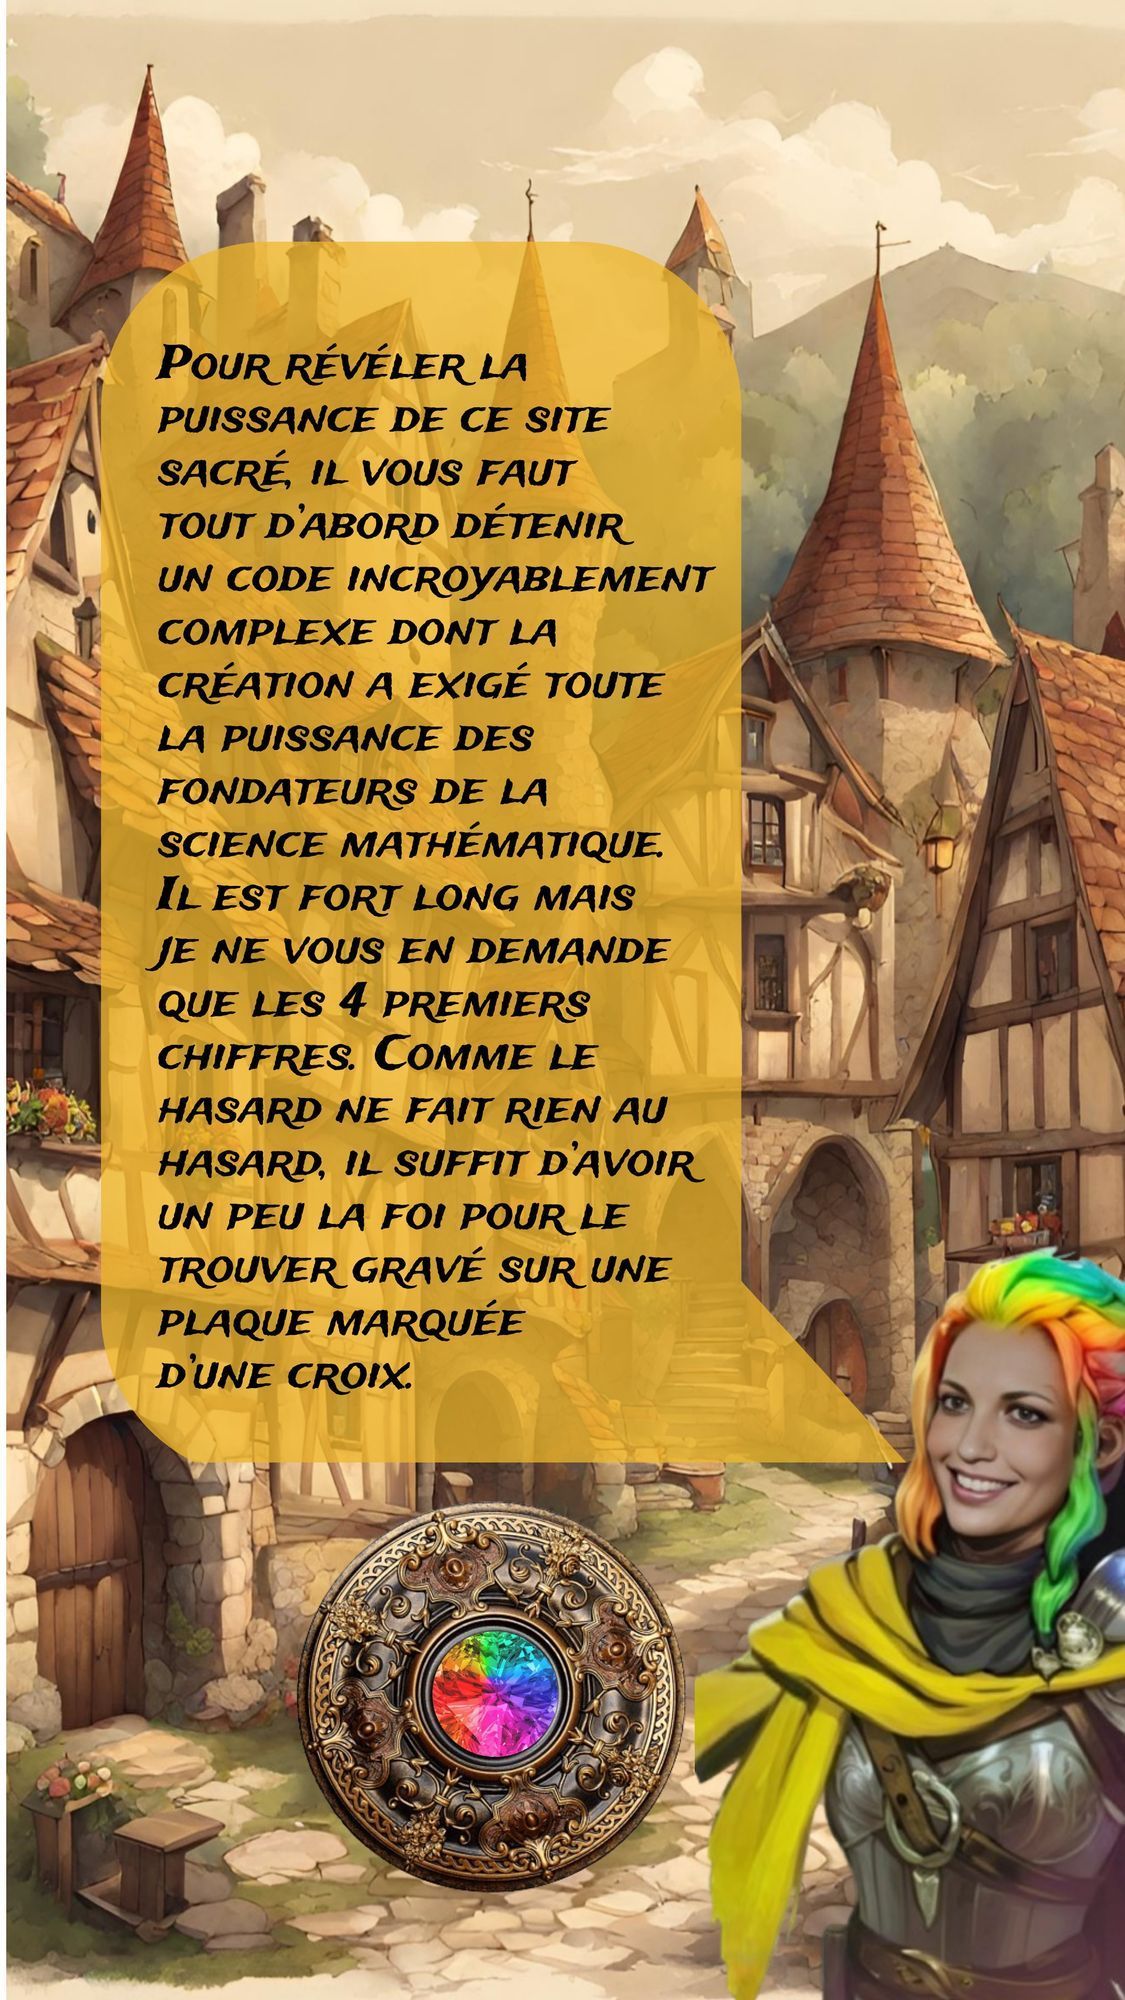 Pour révéler la
puissance de ce site
sacré, il vous faut
tout d'abord détenir
un code incroyablement
complexe dont la
création a exigé toute
la puissance des
fondateurs de la
science mathématique.
Il est fort long mais
je ne vous en demande
que les 4 premiers
chiffres. Comme le
hasard ne fait rien au
hasard, il suffit d'avoir
un peu la foi pour le
trouver gravé sur une
plaque marquée
d'une croix.